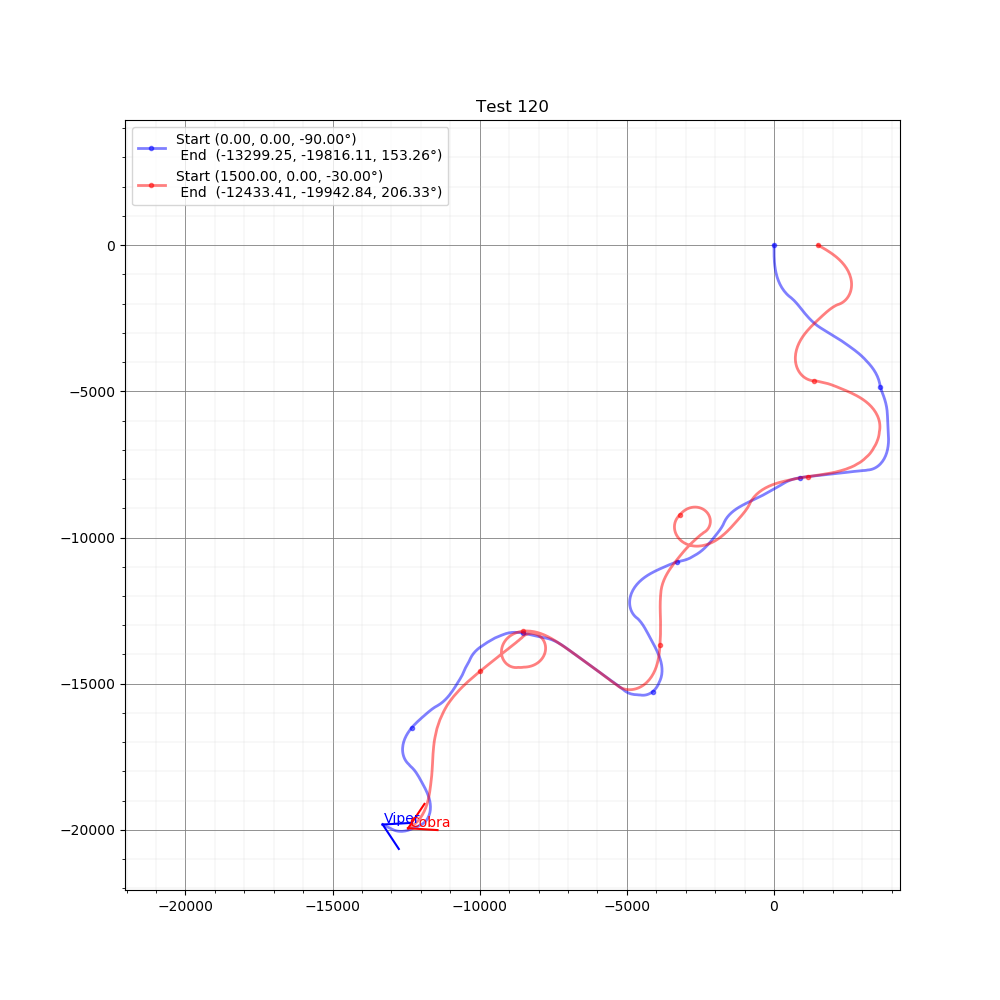 Test 120
Start (0.00, 0.00, -90.00°)
End (-13299.25, -19816.11, 153.26°)
Start (1500.00, 0.00, -30.00°)
End (-12433.41, -19942.84, 206.33°)
0
−5000
−10000
−15000
−20000
Viper
Cobra
−20000
−15000
−10000
−5000
0